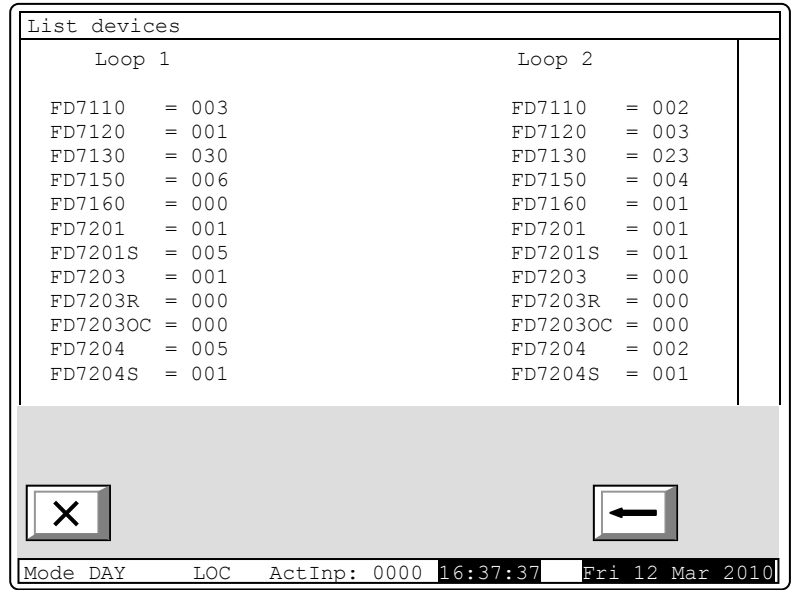 List devices
Loop 1 Loop 2
FD7110 = 003 FD7110 = 002
FD7120 = 001 FD7120 = 003
FD7130 = 030 FD7130 = 023
FD7150 = 006 FD7150 = 004
FD7160 = 000 FD7160 = 001
FD7201 = 001 FD7201 = 001
FD7201S = 005 FD7201S = 001
FD7203 = 001 FD7203 = 000
FD7203R = 000 FD7203R = 000
FD7203OC = 000 FD7203OC = 000
FD7204 = 005 FD7204 = 002
FD7204S = 001 FD7204S = 001
Mode DAY LOC ActInp: 0000 16:37:37 Fri 12 Mar 2010